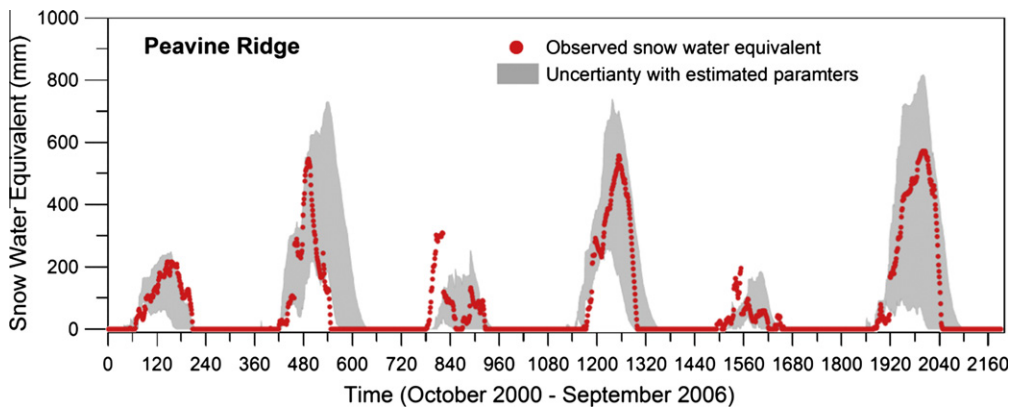 1000
800
600
400
200
0
Snow Water Equivalent (mm)
Peavine Ridge
Observed snow water equivalent
Uncertianty with estimated paramters
0 120 240 360 480 600 720 840 960 1080 1200 1320 1440 1560 1680 1800 1920 2040 2160
Time (October 2000 - September 2006)